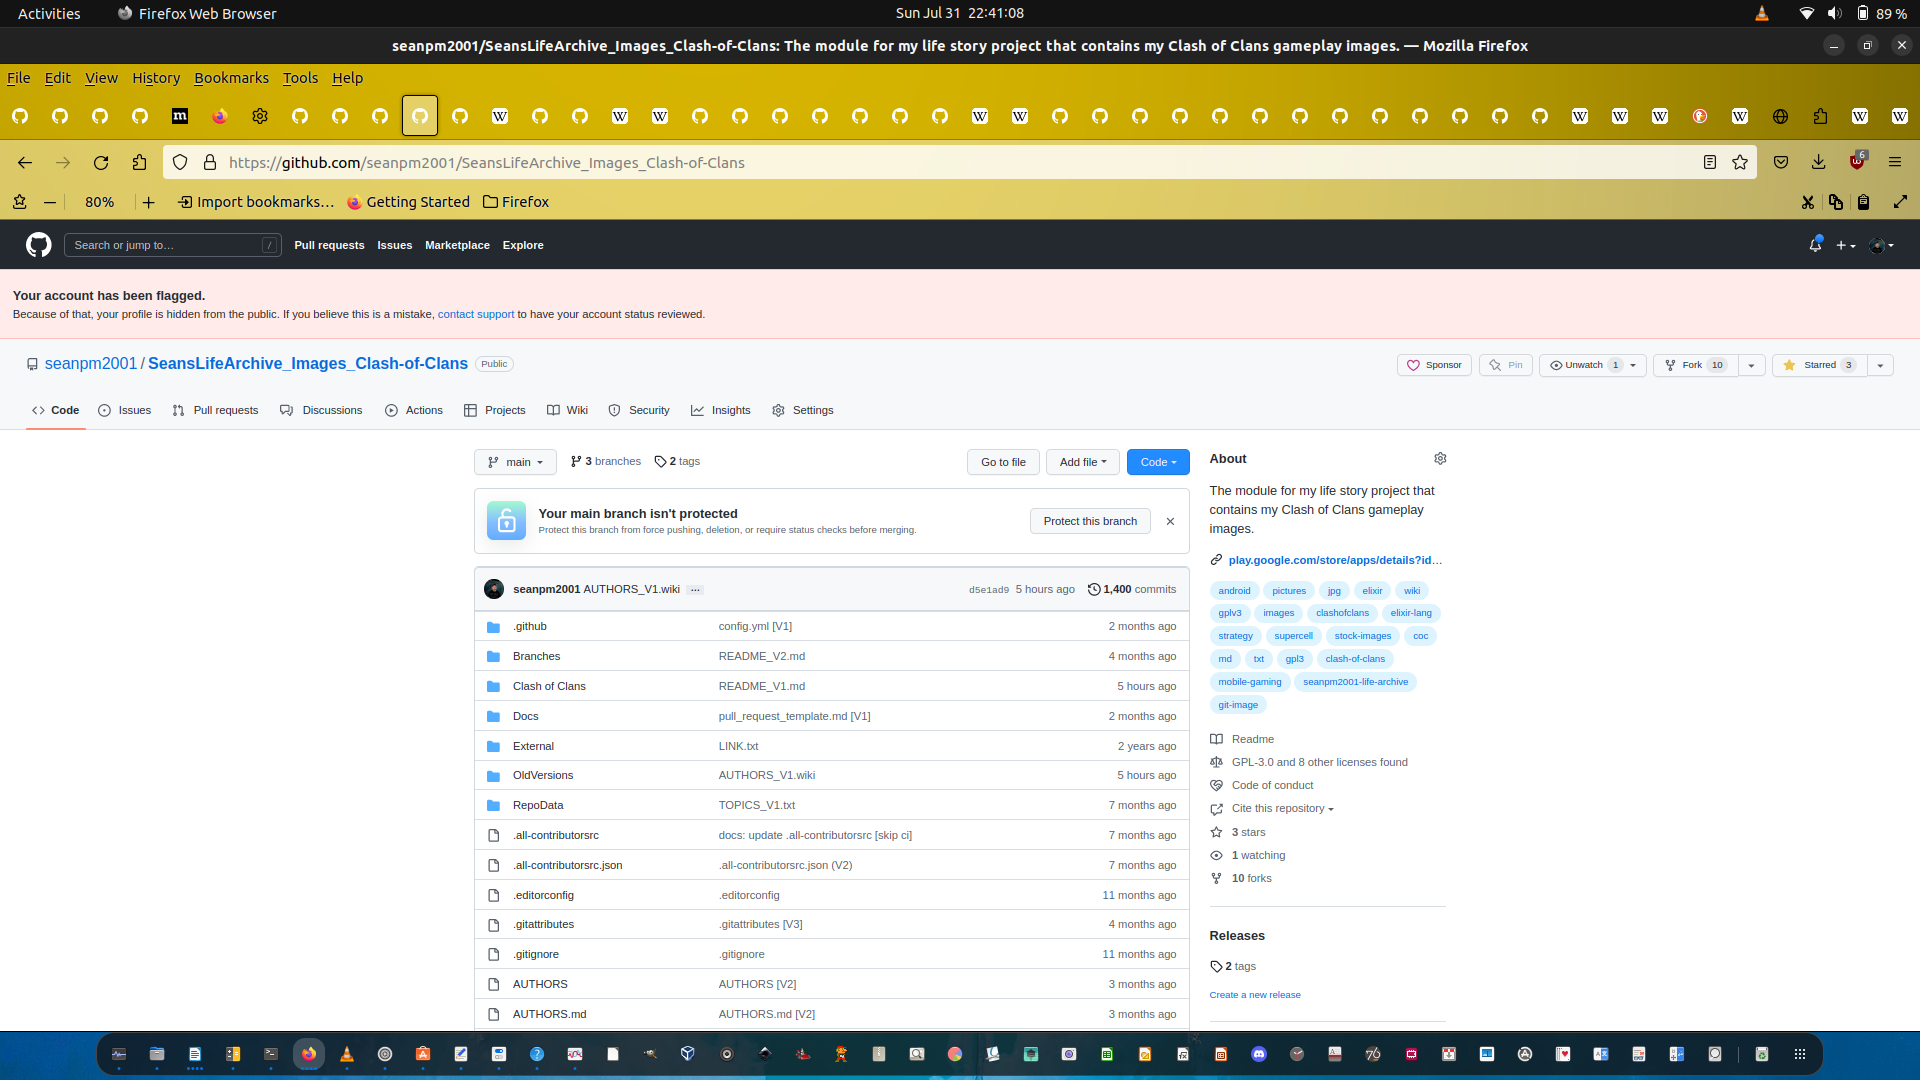 Activities Firefox Web Browser Sun Jul 31 22:41:08 89 %
seanpm2001/SeansLifeArchive_Images_Clash-of-Clans: The module for my life story project that contains my Clash of Clans gameplay images. — Mozilla Firefox
File Edit View History Bookmarks Tools Help
https://github.com/seanpm2001/SeansLifeArchive_Images_Clash-of-Clans 6
80% Import bookmarks... Getting Started Firefox
Search or jump to... / Pull requests Issues Marketplace Explore
Your account has been flagged.
Because of that, your profile is hidden from the public. If you believe this is a mistake, contact support to have your account status reviewed.
seanpm2001 / SeansLifeArchive_Images_Clash-of-Clans Public Sponsor Pin Unwatch 1 Fork 10 Starred 3
Code Issues Pull requests Discussions Actions Projects Wiki Security Insights Settings
main 3 branches 2 tags Go to file Add file Code
Your main branch isn't protected
Protect this branch from force pushing, deletion, or require status checks before merging.
Protect this branch
seanpm2001 AUTHORS_V1.wiki ... d5e1ad9 5 hours ago 1,400 commits
.github config.yml [V1] 2 months ago
Branches README_V2.md 4 months ago
Clash of Clans README_V1.md 5 hours ago
Docs pull_request_template.md [V1] 2 months ago
External LINK.txt 2 years ago
OldVersions AUTHORS_V1.wiki 5 hours ago
RepoData TOPICS_V1.txt 7 months ago
.all-contributorsrc docs: update .all-contributorsrc [skip ci] 7 months ago
.all-contributorsrc.json .all-contributorsrc.json (V2) 7 months ago
.editorconfig .editorconfig 11 months ago
.gitattributes .gitattributes [V3] 4 months ago
.gitignore .gitignore 11 months ago
AUTHORS AUTHORS [V2] 3 months ago
AUTHORS.md AUTHORS.md [V2] 3 months ago
About
The module for my life story project that
contains my Clash of Clans gameplay
images.
play.google.com/store/apps/details?id...
android pictures jpg elixir wiki
gplv3 images clashofclans elixir-lang
strategy supercell stock-images coc
md txt gpl3 clash-of-clans
mobile-gaming seanpm2001-life-archive
git-image
Readme
GPL-3.0 and 8 other licenses found
Code of conduct
Cite this repository
3 stars
1 watching
10 forks
Releases
2 tags
Create a new release